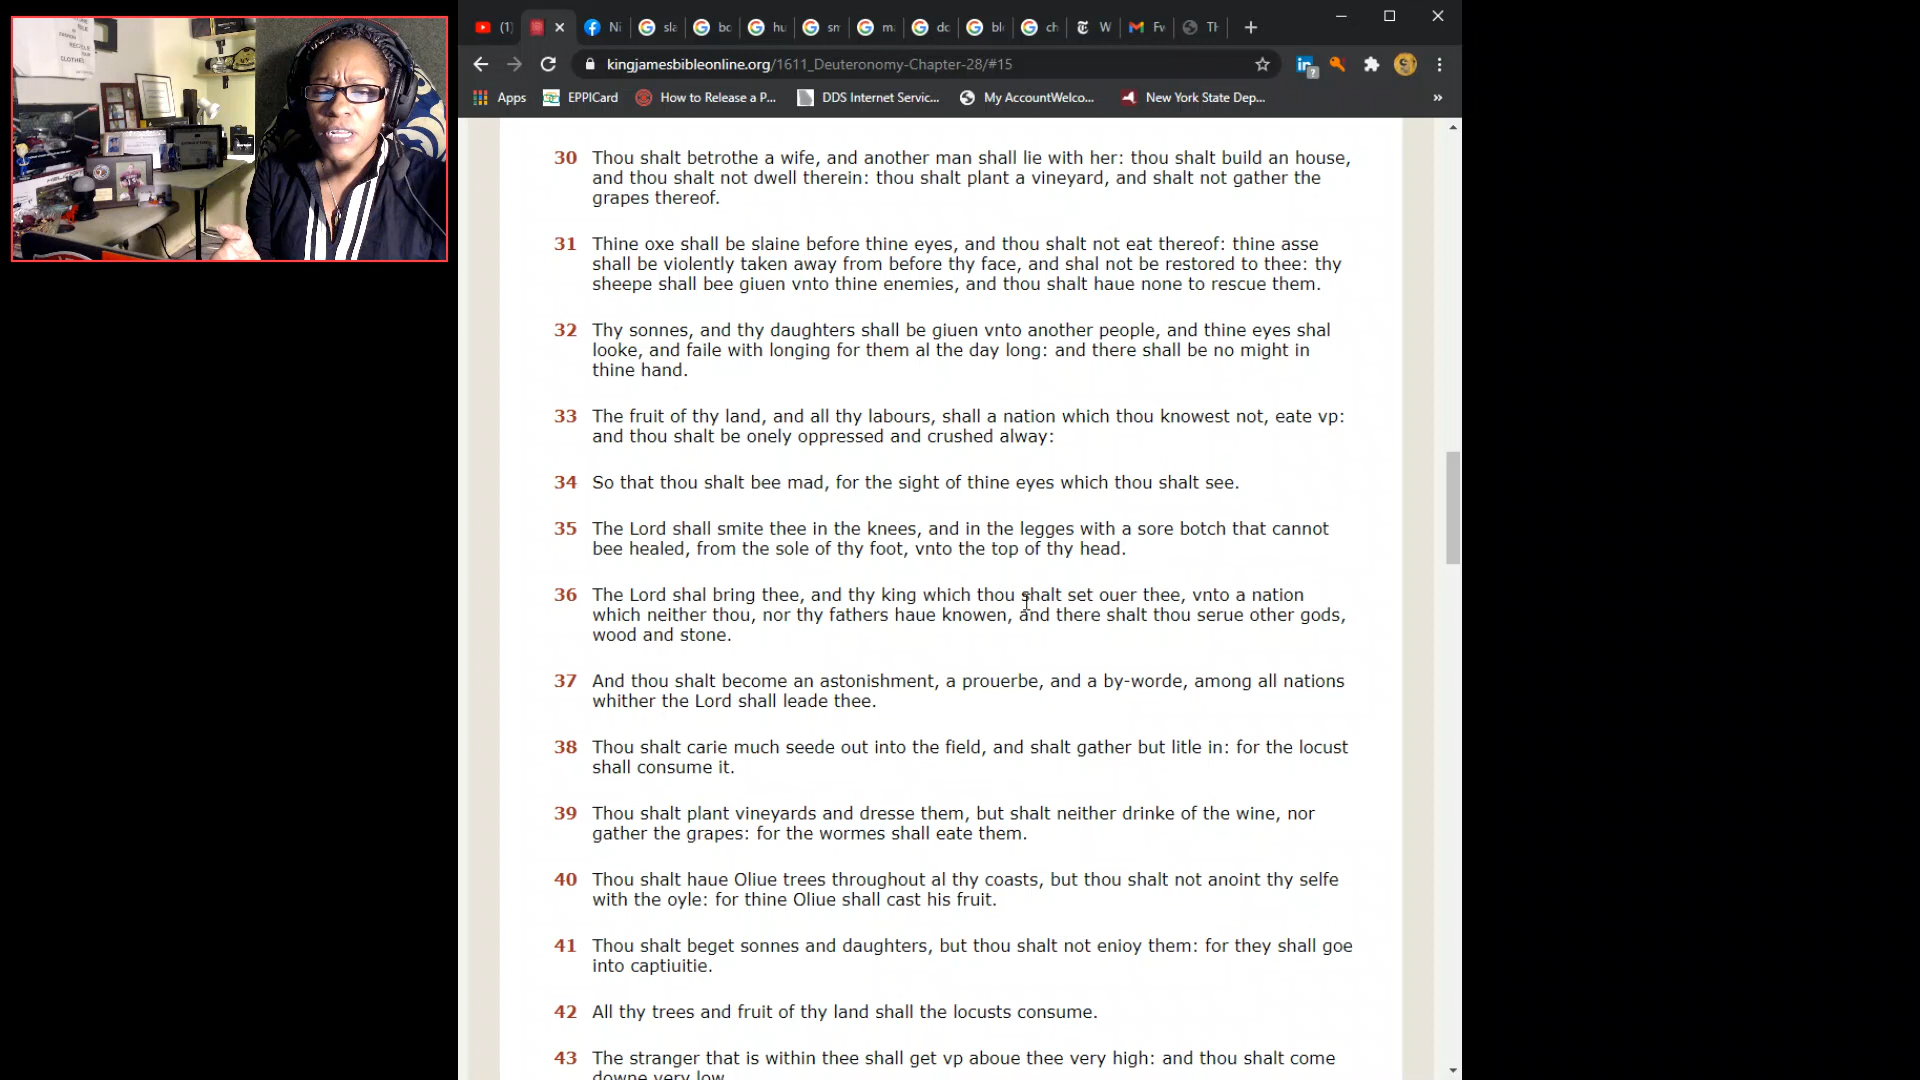 (1)
Ni
sla
bc
hu
sn
m
dc
bl
ch
W
Fv
Th
kingjamesbibleonline.org/1611_Deuteronomy-Chapter-28/#15
Apps
EPPICard
How to Release a P...
DDS Internet Servic...
My AccountWelco...
New York State Dep...
»
30 Thou shalt betrothe a wife, and another man shall lie with her: thou shalt build an house,
and thou shalt not dwell therein: thou shalt plant a vineyard, and shalt not gather the
grapes thereof.
31 Thine oxe shall be slaine before thine eyes, and thou shalt not eat thereof: thine asse
shall be violently taken away from before thy face, and shal not be restored to thee: thy
sheepe shall bee giuen vnto thine enemies, and thou shalt haue none to rescue them.
32 Thy sonnes, and thy daughters shall be giuen vnto another people, and thine eyes shal
looke, and faile with longing for them al the day long: and there shall be no might in
thine hand.
33 The fruit of thy land, and all thy labours, shall a nation which thou knowest not, eate vp:
and thou shalt be onely oppressed and crushed alway:
34 So that thou shalt bee mad, for the sight of thine eyes which thou shalt see.
35 The Lord shall smite thee in the knees, and in the legges with a sore botch that cannot
bee healed, from the sole of thy foot, vnto the top of thy head.
36 The Lord shal bring thee, and thy king which thou shalt set ouer thee, vnto a nation
which neither thou, nor thy fathers haue knowen, and there shalt thou serue other gods,
wood and stone.
37 And thou shalt become an astonishment, a prouerbe, and a by-worde, among all nations
whither the Lord shall leade thee.
38 Thou shalt carie much seede out into the field, and shalt gather but litle in: for the locust
shall consume it.
39 Thou shalt plant vineyards and dresse them, but shalt neither drinke of the wine, nor
gather the grapes: for the wormes shall eate them.
40 Thou shalt haue Oliue trees throughout al thy coasts, but thou shalt not anoint thy selfe
with the oyle: for thine Oliue shall cast his fruit.
41 Thou shalt beget sonnes and daughters, but thou shalt not enioy them: for they shall goe
into captiuitie.
42 All thy trees and fruit of thy land shall the locusts consume.
43 The stranger that is within thee shall get vp aboue thee very high: and thou shalt come
downe very low.